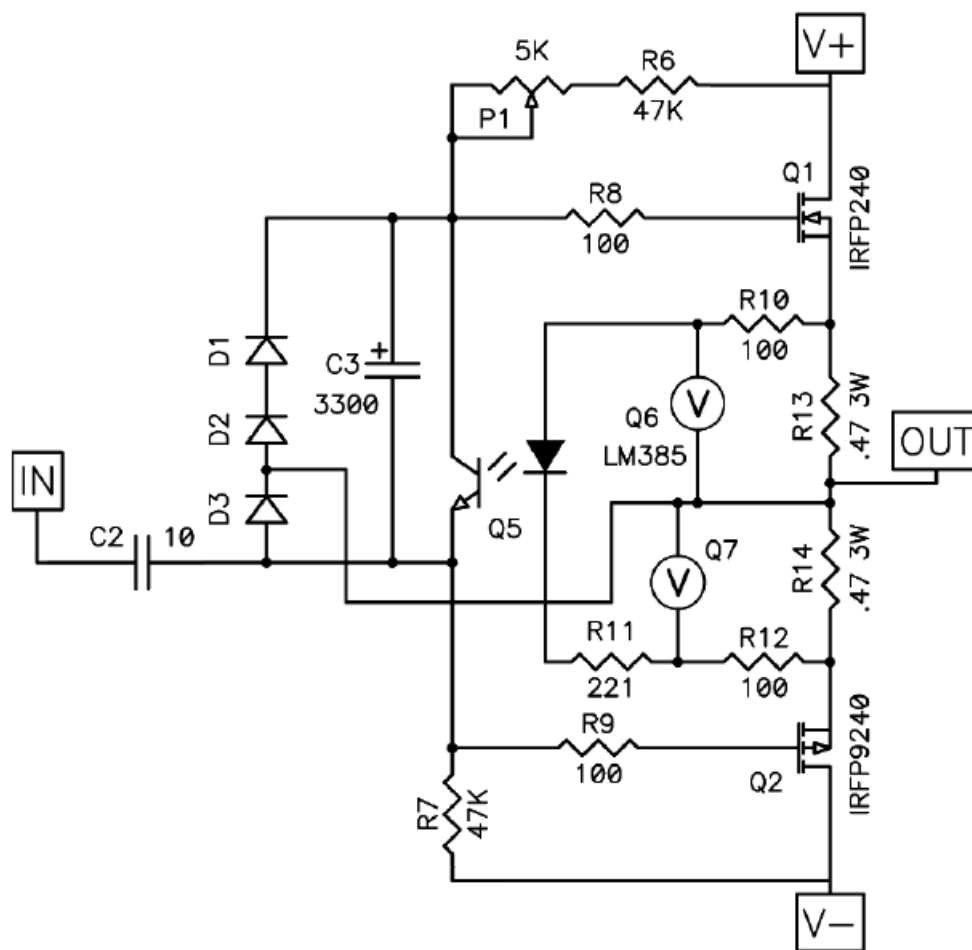 V+
5K
R6
P1
47K
Q1
R8
100
IRFP240
R10
100
D1
C3
+
3300
D2
Q6
V
LM385
R13
.47 3W
OUT
IN
D3
Q5
C2
10
Q7
V
R14
.47 3W
R11
221
R12
100
R9
100
Q2
IRFP9240
R7
47K
V-